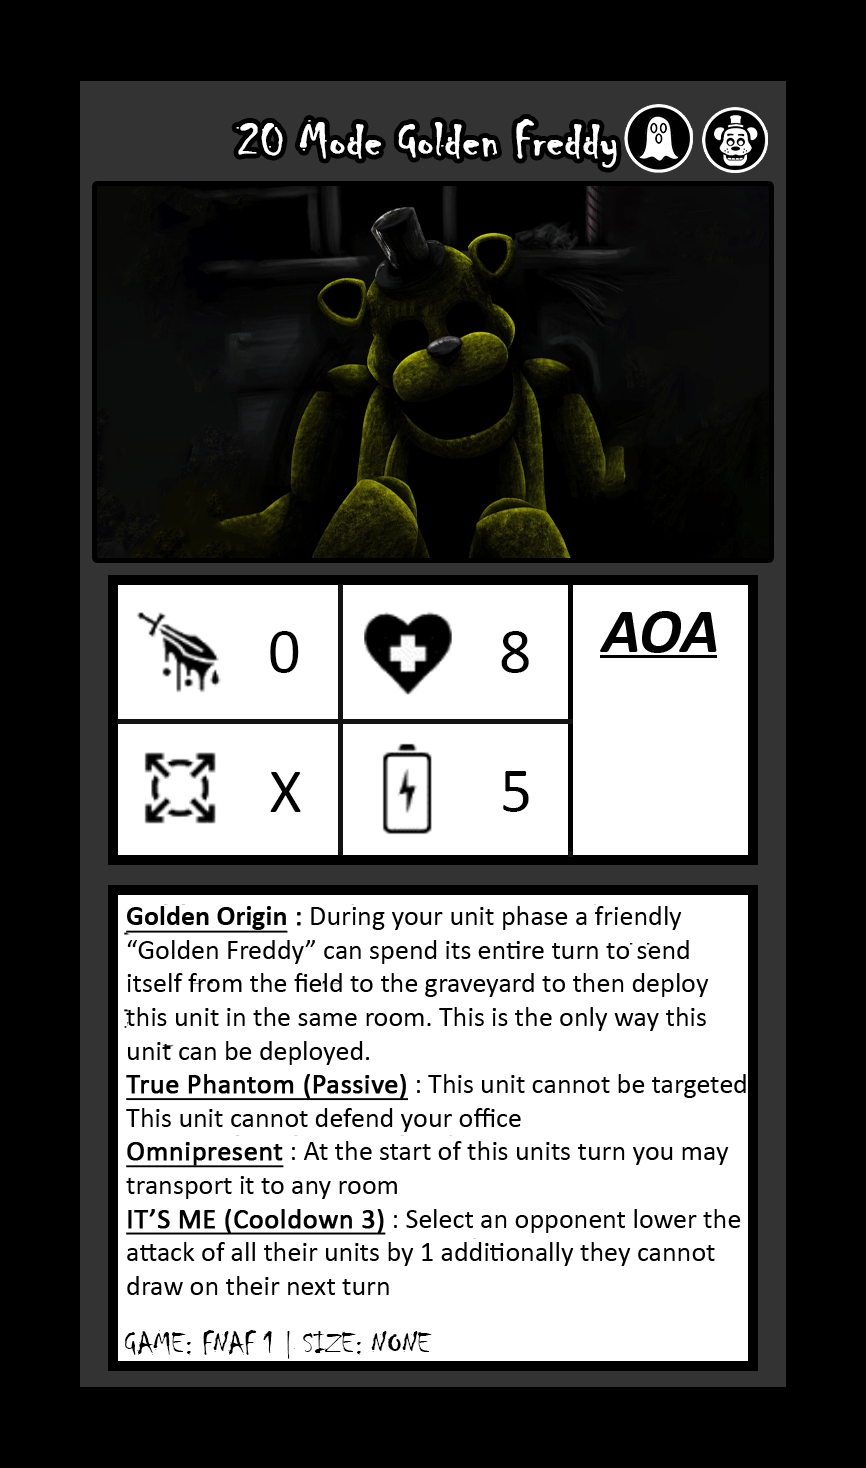 20 Mode Golden Freddy
0
8
AOA
X
5
Golden Origin : During your unit phase a friendly
“Golden Freddy” can spend its entire turn to send
itself from the field to the graveyard to then deploy
this unit in the same room. This is the only way this
unit can be deployed.
True Phantom (Passive) : This unit cannot be targeted
This unit cannot defend your office
Omnipresent : At the start of this units turn you may
transport it to any room
IT’S ME (Cooldown 3) : Select an opponent lower the
attack of all their units by 1 additionally they cannot
draw on their next turn
GAME: FNAF 1 | SIZE: NONE